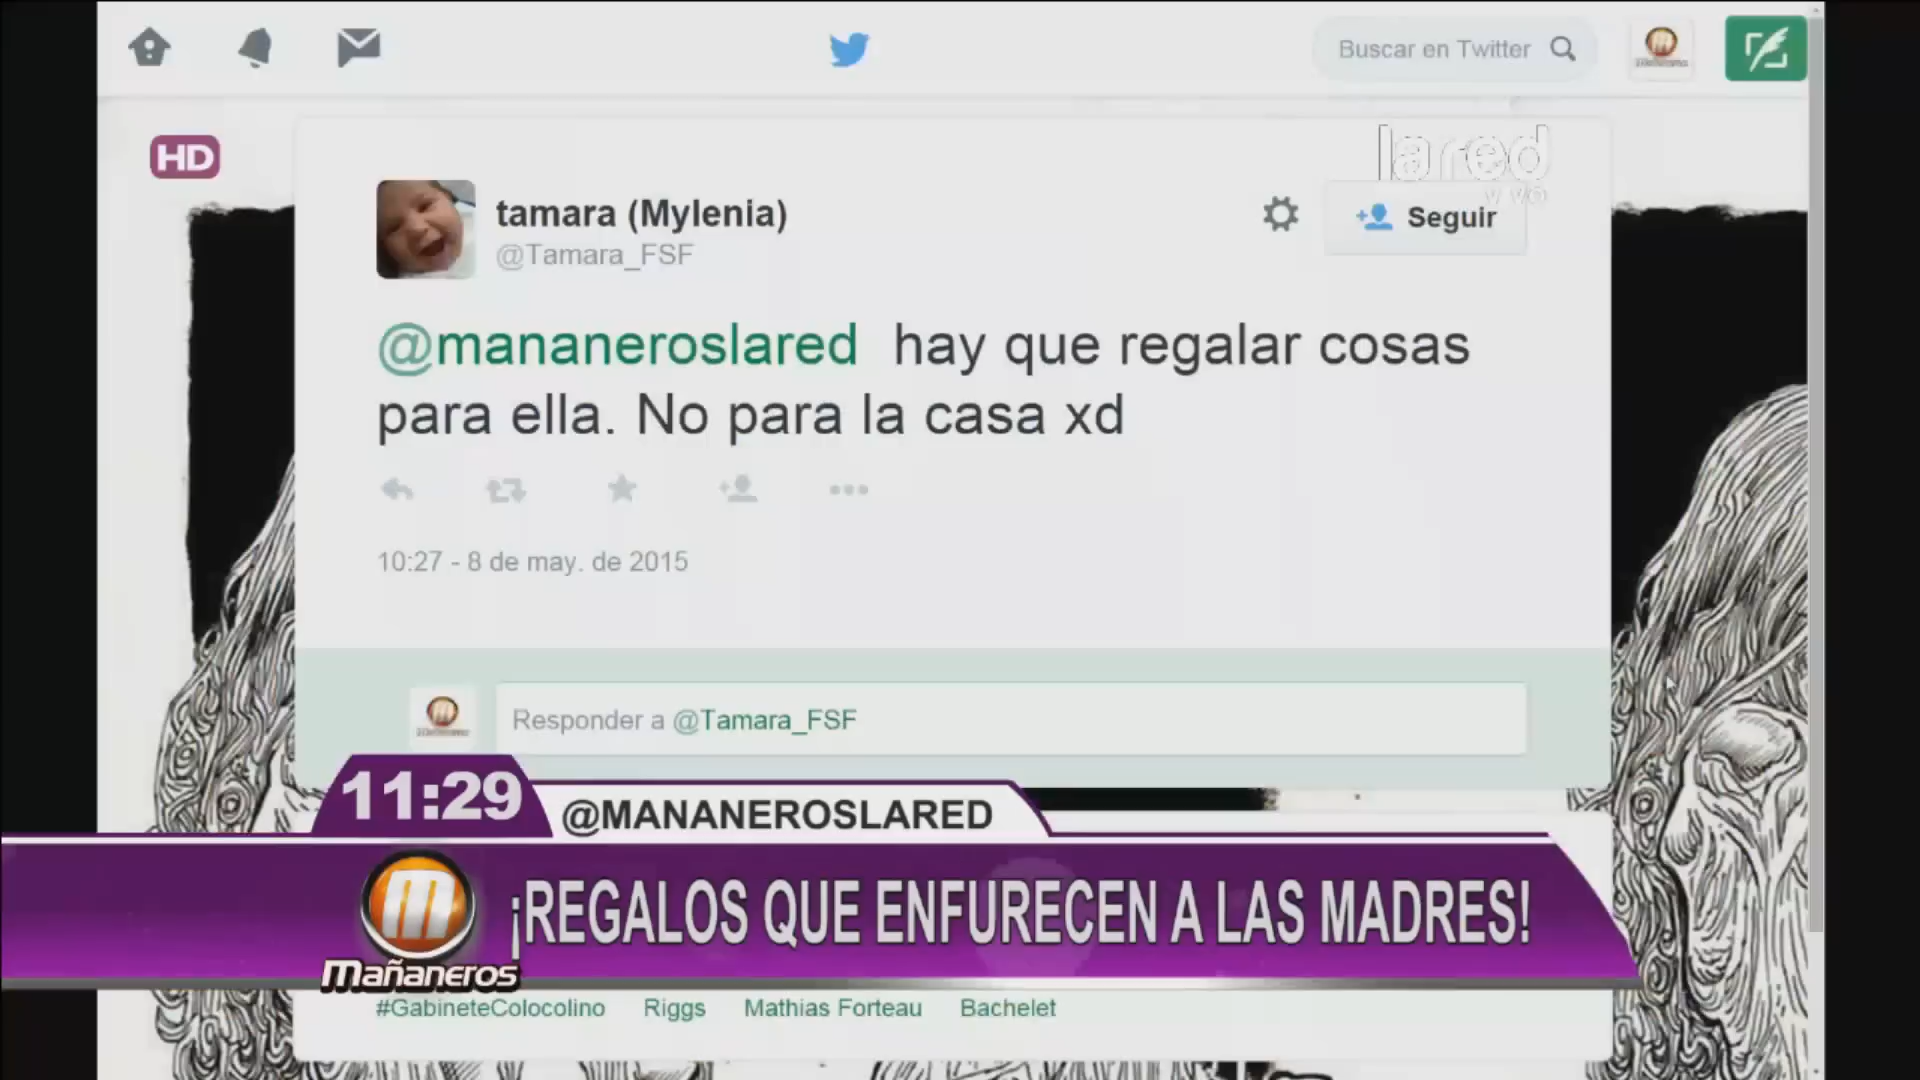 Buscar en Twitter
HD
lared
vivo
tamara (Mylenia)
@Tamara_FSF
Seguir
@mananeroslared hay que regalar cosas
para ella. No para la casa xd
10:27 - 8 de may. de 2015
Responder a @Tamara_FSF
11:29
@MANANEROSLARED
¡REGALOS QUE ENFURECEN A LAS MADRES!
Mañaneros
#GabineteColocolino Riggs Mathias Forteau Bachelet